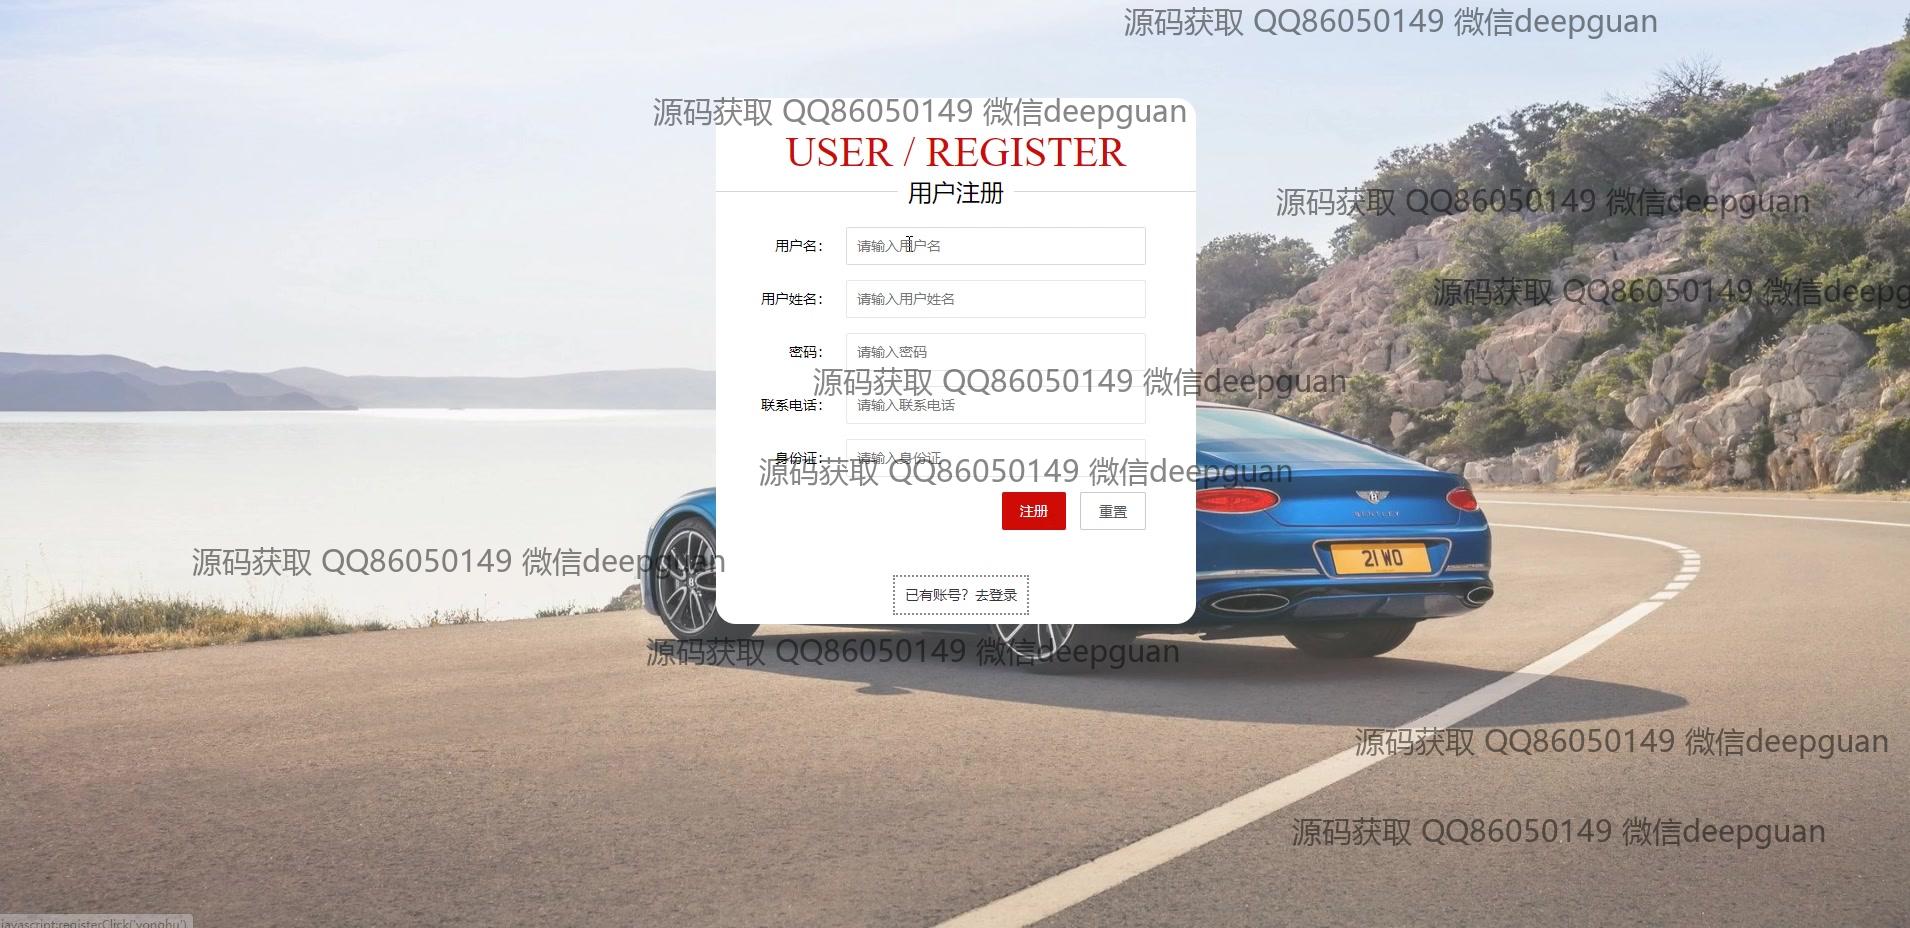 源码获取 QQ86050149 微信deepguan
源码获取 QQ86050149 微信deepguan
USER / REGISTER
用户注册
源码获取 QQ86050149 微信deepguan
用户名：
请输入用户名
源码获取 QQ86050149 微信deepg
用户姓名：
请输入用户姓名
密码：
请输入密码
源码获取 QQ86050149 微信deepguan
联系电话：
请输入联系电话
身份证：
请输入身份证
源码获取 QQ86050149 微信deepguan
BENTLEY
注册
重置
21 WO
源码获取 QQ86050149 微信deepguan
已有账号？去登录
源码获取 QQ86050149 微信deepguan
源码获取 QQ86050149 微信deepguan
源码获取 QQ86050149 微信deepguan
javascript:registerClick('yonghu')